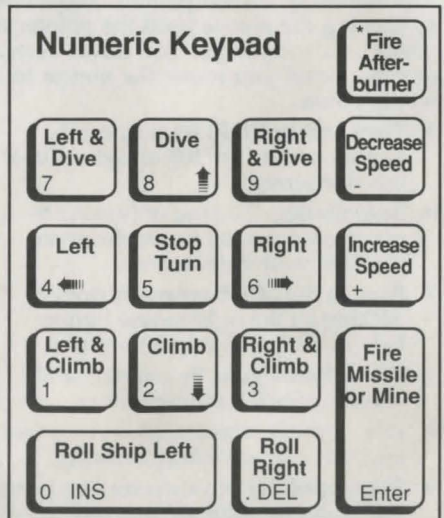 Numeric Keypad
* Fire
After-
burner
Left &
Dive
7
Dive
8
Right
& Dive
9
Decrease
Speed
-
Left
4
Stop
Turn
5
Right
6
Increase
Speed
+
Left &
Climb
1
Climb
2
Right &
Climb
3
Fire
Missile
or Mine
Enter
Roll Ship Left
0 INS
Roll
Right
. DEL